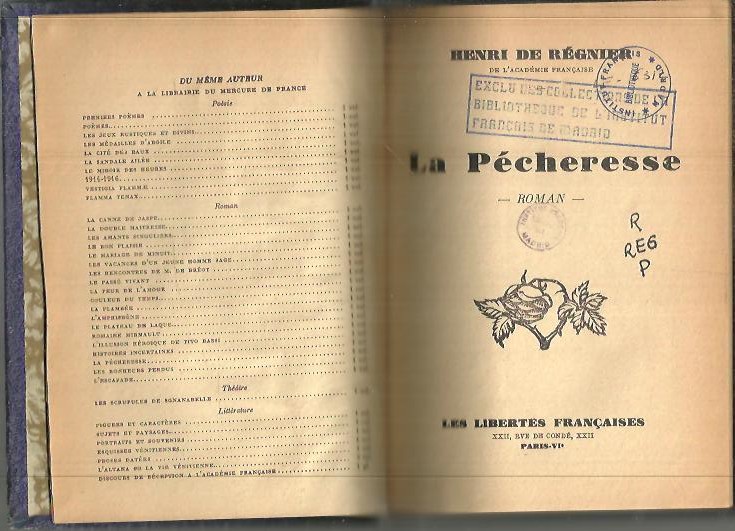 DU MÊME AUTEUR
A LA LIBRAIRIE DU MERCURE DE FRANCE
Poésie
PREMIERS POÈMES
POÈMES
LES JEUX RUSTIQUES ET DIVINS
LES MÉDAILLES D'ARGILE
LA CITÉ DES EAUX
LA SANDALE AILÉE
LE MIROIR DES HEURES
1914-1916
VESTIGIA FLAMMÆ
FLAMMA TENAX
Roman
LA CANNE DE JASPE
LA DOUBLE MAITRESSE
LES AMANTS SINGULIERS
LE BON PLAISIR
LE MARIAGE DE MINUIT
LES VACANCES D'UN JEUNE HOMME SAGE
LES RENCONTRES DE M. DE BRÉOT
LE PASSÉ VIVANT
LA PEUR DE L'AMOUR
COULEUR DU TEMPS
LA FLAMBÉE
L'AMPHISBÈNE
LE PLATEAU DE LAQUE
ROMAINE MIRMAULT
L'ILLUSION HÉROIQUE DE TITO BASSI
HISTOIRES INCERTAINES
LA PÉCHERESSE
LES BONHEURS PERDUS
L'ESCAPADE
Théâtre
LES SCRUPULES DE SGANARELLE
Littérature
FIGURES ET CARACTÈRES
SUJETS ET PAYSAGES
PORTRAITS ET SOUVENIRS
ESQUISSES VÉNITIENNES
PROSES DATÉES
L'ALTANA OU LA VIE VÉNITIENNE
DISCOURS DE RÉCEPTION A L'ACADÉMIE FRANÇAISE
HENRI DE RÉGNIER
DE L'ACADÉMIE FRANÇAISE
INSTITUT FRANÇAIS
BIBLIOTHEQUE
MADRID
EXCLU DES COLLECTIONS DE LA
BIBLIOTHEQUE DE L'INSTITUT
FRANCAIS DE MADRID
La Pécheresse
— ROMAN —
MADRID
R
REG
P
LES LIBERTÉS FRANÇAISES
XXII, RVE DE CONDÉ, XXII
PARIS-VIe